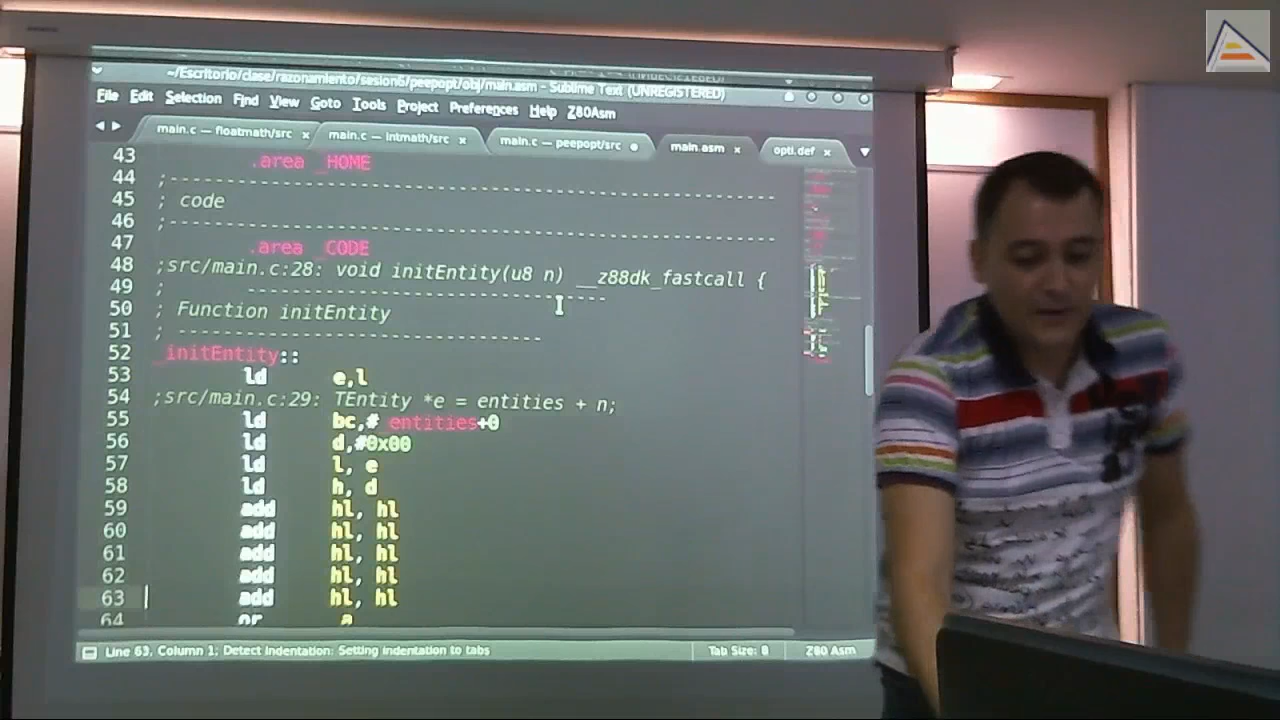 ~/Escritorio/clase/razonamiento/sesion6/peepopt/obj/main.asm - Sublime Text (UNREGISTERED)
File Edit Selection Find View Goto Tools Project Preferences Help Z80Asm
main.c — floatmath/src × main.c — intmath/src × main.c — peepopt/src main.asm × opti.def ×
43 .area _HOME
44 ;--------------------------------------------------------
45 ; code
46 ;--------------------------------------------------------
47 .area _CODE
48 ;src/main.c:28: void initEntity(u8 n) __z88dk_fastcall {
49 ; ---------------------------------
50 ; Function initEntity
51 ; ---------------------------------
52 _initEntity::
53 ld e,l
54 ;src/main.c:29: TEntity *e = entities + n;
55 ld bc,#_entities+0
56 ld d,#0x00
57 ld l, e
58 ld h, d
59 add hl, hl
60 add hl, hl
61 add hl, hl
62 add hl, hl
63 add hl, hl
64 or a
Line 63, Column 1; Detect Indentation: Setting indentation to tabs Tab Size: 8 Z80 Asm